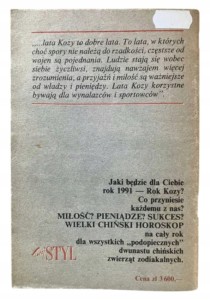 "... lata Kozy to dobre lata. To lata, w których
choć spory nie należą do rzadkości, częstsze od
wojen są pojednania. Ludzie stają się wobec
siebie życzliwsi, znajdują nawzajem więcej
zrozumienia, a przyjaźń i miłość są ważniejsze
od władzy i pieniędzy. Lata Kozy korzystne
bywają dla wynalazców i sportowców".
Jaki będzie dla Ciebie
rok 1991 — Rok Kozy?
Co przyniesie
każdemu z nas?
MIŁOŚĆ? PIENIĄDZE? SUKCES?
WIELKI CHIŃSKI HOROSKOP
na cały rok
dla wszystkich „podopiecznych"
dwunastu chińskich
zwierząt zodiakalnych.
STYL
Cena zł 3 600,—